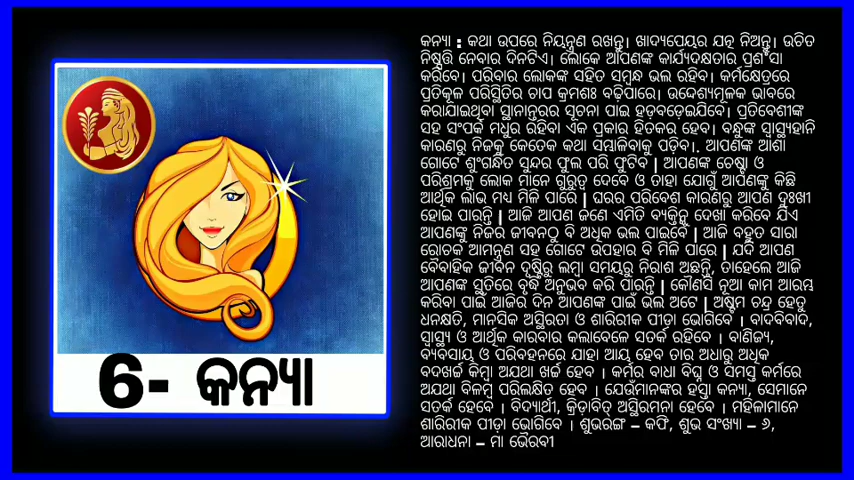 6- କନ୍ୟା
କନ୍ୟା : କଥା ଉପରେ ନିୟନ୍ତ୍ରଣ ରଖନ୍ତୁ। ଖାଦ୍ୟପେୟର ଯତ୍ନ ନିଅନ୍ତୁ। ଉଚିତ
ନିଷ୍ପତ୍ତି ନେବାର ଦିନଟିଏ। ଲୋକେ ଆପଣଙ୍କ କାର୍ଯ୍ୟଦକ୍ଷତାର ପ୍ରଶଂସା
କରିବେ। ପରିବାର ଲୋକଙ୍କ ସହିତ ସମ୍ବନ୍ଧ ଭଲ ରହିବ। କର୍ମକ୍ଷେତ୍ରରେ
ପ୍ରତିକୂଳ ପରିସ୍ଥିତିର ଚାପ କ୍ରମଶଃ ବଢ଼ିପାରେ। ଉଦ୍ଦେଶ୍ୟମୂଳକ ଭାବରେ
କରାଯାଇଥିବା ସ୍ଥାନାନ୍ତରର ସୂଚନା ପାଇ ହଡ଼ବଡ଼େଇଯିବେ। ପ୍ରତିବେଶୀଙ୍କ
ସହ ସଂପର୍କ ମଧୁର ରହିବା ଏକ ପ୍ରକାର ହିତକର ହେବ। ବନ୍ଧୁଙ୍କ ସ୍ୱାସ୍ଥ୍ୟହାନି
କାରଣରୁ ନିଜକୁ କେତେକ କଥା ସମ୍ଭାଳିବାକୁ ପଡ଼ିବ।. ଆପଣଙ୍କ ଆଶା
ଗୋଟେ ଶୁଂଗନ୍ଧିତ ସୁନ୍ଦର ଫୁଲ ପରି ଫୁଟିବ | ଆପଣଙ୍କ ଚେଷ୍ଟା ଓ
ପରିଶ୍ରମକୁ ଲୋକ ମାନେ ଗୁରୁତ୍ୱ ଦେବେ ଓ ତାହା ଯୋଗୁଁ ଆପଣଙ୍କୁ କିଛି
ଆର୍ଥିକ ଲାଭ ମଧ୍ୟ ମିଳି ପାରେ | ଘରର ପରିବେଶ କାରଣରୁ ଆପଣ ଦୁଃଖୀ
ହୋଇ ପାରନ୍ତି | ଆଜି ଆପଣ ଜଣେ ଏମିତି ବ୍ୟକ୍ତିନ୍କୁ ଦେଖା କରିବେ ଯିଏ
ଆପଣଙ୍କୁ ନିଜର ଜୀବନଠୁ ବି ଅଧିକ ଭଲ ପାଇବେ | ଆଜି ବହୁତ ସାରା
ରୋଚକ ଆମନ୍ତ୍ରଣ ସହ ଗୋଟେ ଉପହାର ବି ମିଳି ପାରେ | ଯଦି ଆପଣ
ବୈବାହିକ ଜୀବନ ଦୃଷ୍ଟିରୁ ଲମ୍ବା ସମୟରୁ ନିରାଶ ଅଛନ୍ତି, ତାହେଲେ ଆଜି
ଆପଣଙ୍କ ସ୍ଥିତିରେ ବୃଦ୍ଧି ଅନୁଭବ କରି ପାରନ୍ତି | କୌଣସି ନୂଆ କାମ ଆରମ୍ଭ
କରିବା ପାଇଁ ଆଜିର ଦିନ ଆପଣଙ୍କ ପାଇଁ ଭଲ ଅଟେ | ଅଷ୍ଟମ ଚନ୍ଦ୍ର ହେତୁ
ଧନକ୍ଷତି, ମାନସିକ ଅସ୍ଥିରତା ଓ ଶାରିରୀକ ପୀଡ଼ା ଭୋଗିବେ । ବାଦବିବାଦ,
ସ୍ୱାସ୍ଥ୍ୟ ଓ ଆର୍ଥିକ କାରବାର କଲାବେଳେ ସତର୍କ ରହିବେ । ବାଣିଜ୍ୟ,
ବ୍ୟବସାୟ ଓ ପରିବହନରେ ଯାହା ଆୟ ହେବ ତାର ଅଧାରୁ ଅଧିକ
ବଦଖର୍ଚ୍ଚ କିମ୍ବା ଅଯଥା ଖର୍ଚ୍ଚ ହେବ । କର୍ମର ବାଧା ବିଘ୍ନ ଓ ସମସ୍ତ କର୍ମରେ
ଅଯଥା ବିଳମ୍ବ ପରିଲକ୍ଷିତ ହେବ । ଯେଉଁମାନଙ୍କର ହସ୍ତା କନ୍ୟା, ସେମାନେ
ସତର୍କ ହେବେ । ବିଦ୍ୟାର୍ଥୀ, କ୍ରିଡ଼ାବିତ୍ ଅସ୍ଥିରମନା ହେବେ । ମହିଳାମାନେ
ଶାରିରୀକ ପୀଡ଼ା ଭୋଗିବେ । ଶୁଭରଙ୍ଗ – କଫି, ଶୁଭ ସଂଖ୍ୟା – ୬,
ଆରାଧନା – ମା ଭୈରବୀ